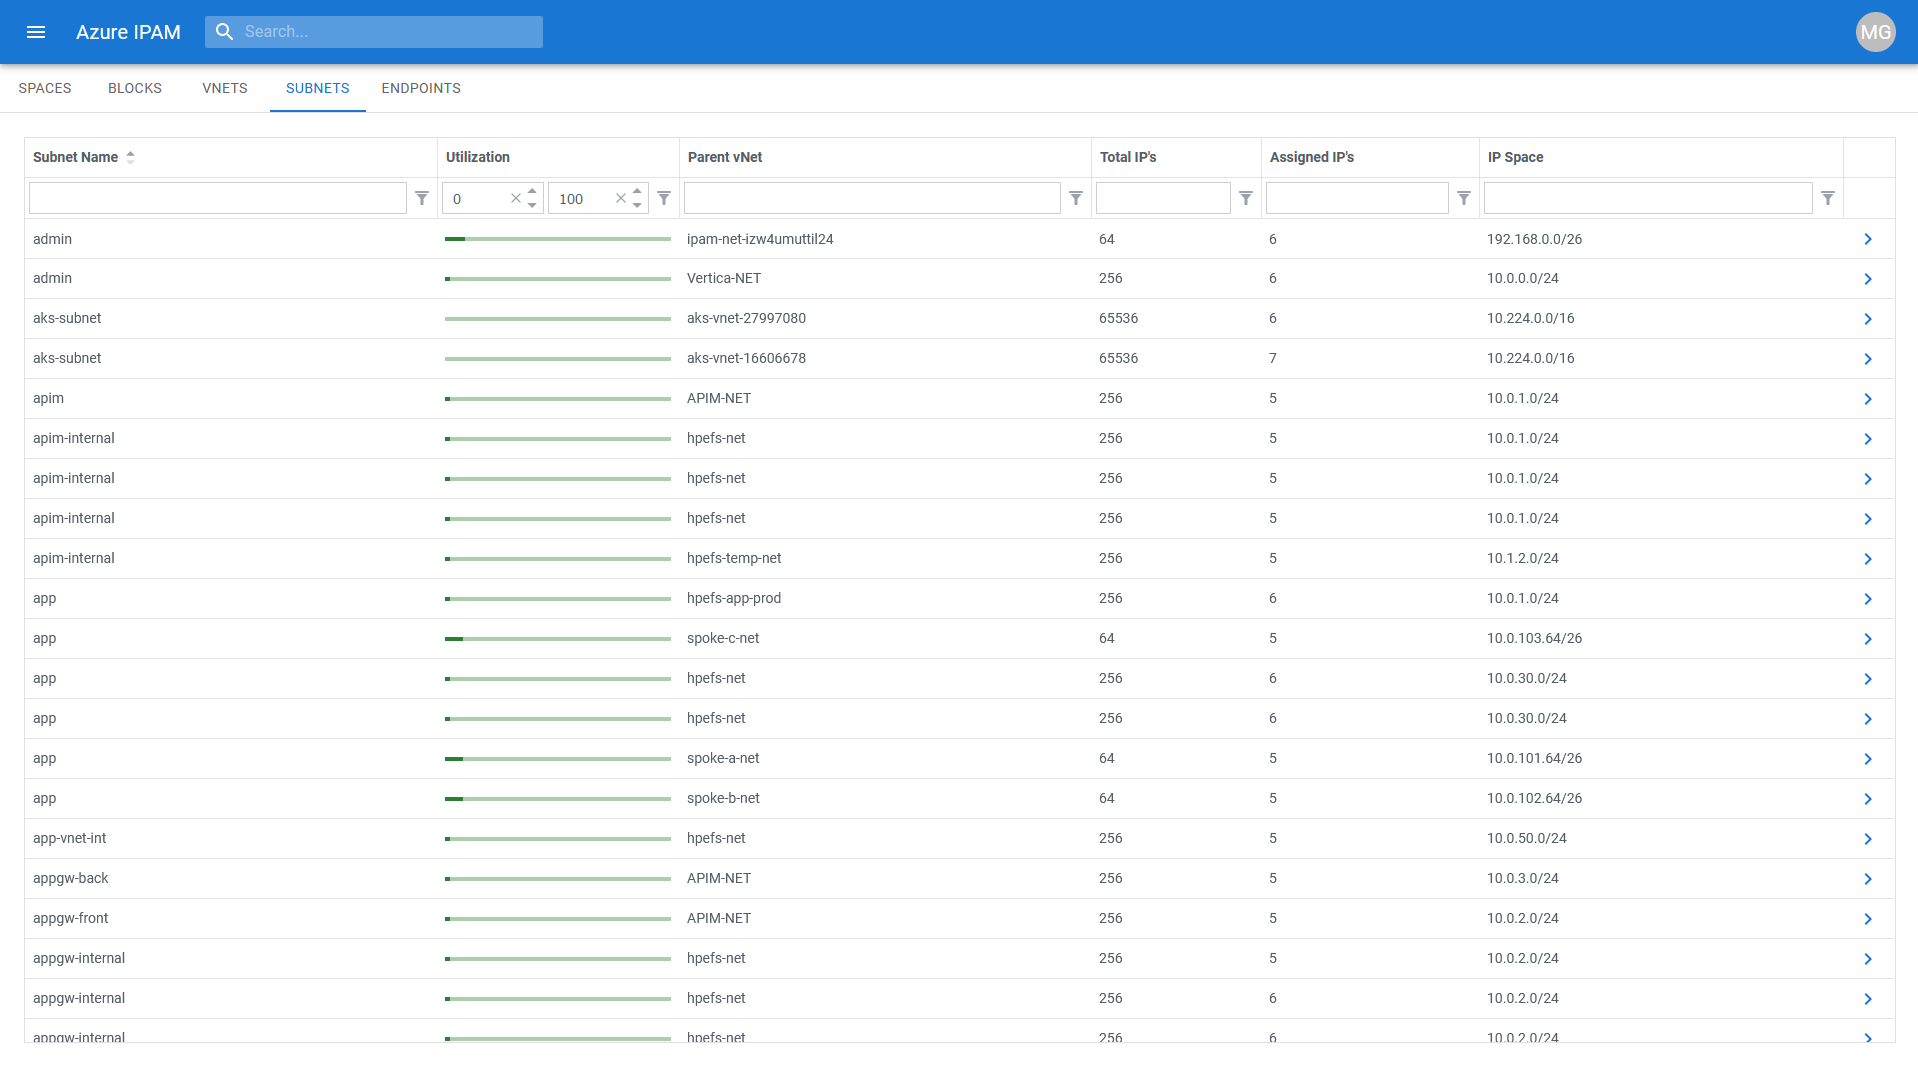 Azure IPAM Search... MG
SPACES BLOCKS VNETS SUBNETS ENDPOINTS
Subnet Name Utilization Parent vNet Total IP's Assigned IP's IP Space
0 100
admin ipam-net-izw4umuttil24 64 6 192.168.0.0/26
admin Vertica-NET 256 6 10.0.0.0/24
aks-subnet aks-vnet-27997080 65536 6 10.224.0.0/16
aks-subnet aks-vnet-16606678 65536 7 10.224.0.0/16
apim APIM-NET 256 5 10.0.1.0/24
apim-internal hpefs-net 256 5 10.0.1.0/24
apim-internal hpefs-net 256 5 10.0.1.0/24
apim-internal hpefs-net 256 5 10.0.1.0/24
apim-internal hpefs-temp-net 256 5 10.1.2.0/24
app hpefs-app-prod 256 6 10.0.1.0/24
app spoke-c-net 64 5 10.0.103.64/26
app hpefs-net 256 6 10.0.30.0/24
app hpefs-net 256 6 10.0.30.0/24
app spoke-a-net 64 5 10.0.101.64/26
app spoke-b-net 64 5 10.0.102.64/26
app-vnet-int hpefs-net 256 5 10.0.50.0/24
appgw-back APIM-NET 256 5 10.0.3.0/24
appgw-front APIM-NET 256 5 10.0.2.0/24
appgw-internal hpefs-net 256 5 10.0.2.0/24
appgw-internal hpefs-net 256 6 10.0.2.0/24
appgw-internal hpefs-net 256 6 10.0.2.0/24